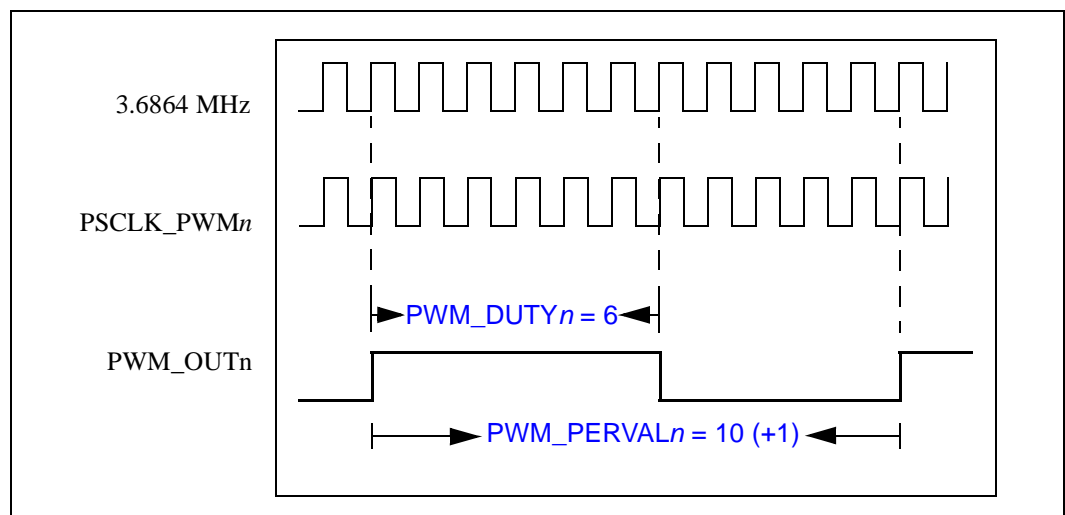 3.6864 MHz
PSCLK_PWMn
PWM_DUTYn = 6
PWM_OUTn
PWM_PERVALn = 10 (+1)